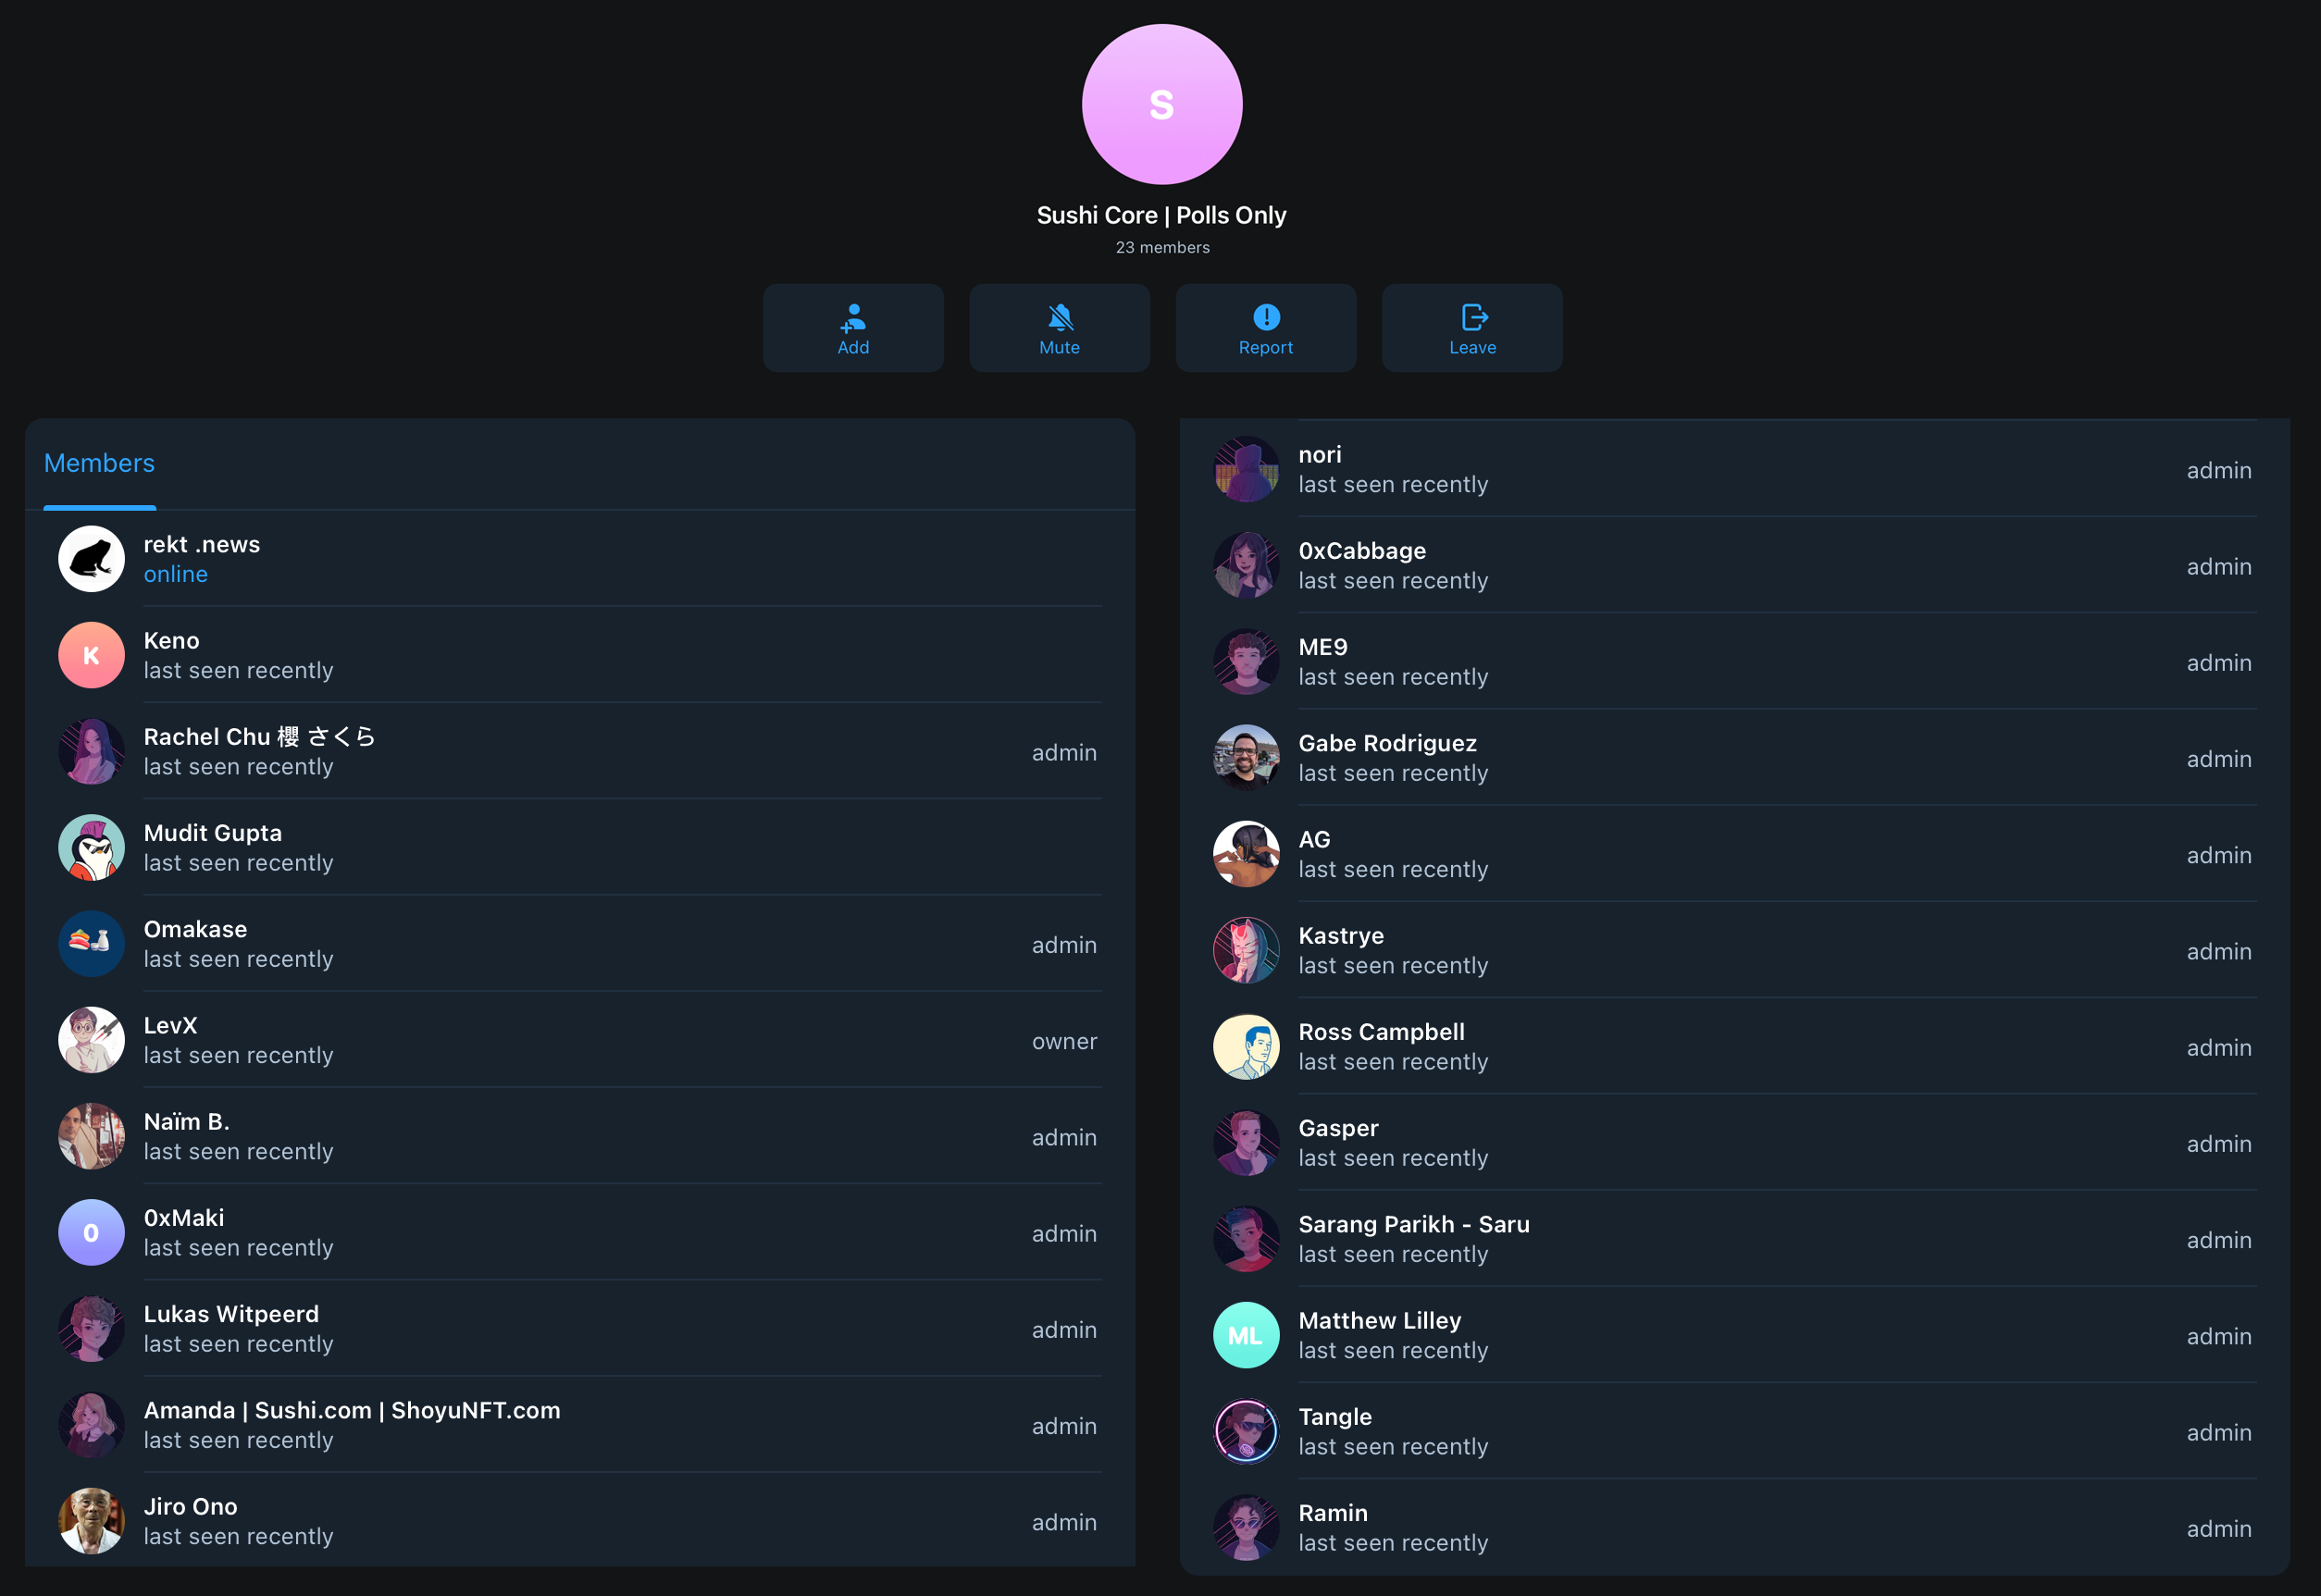 S
Sushi Core | Polls Only
23 members
Add
Mute
Report
Leave
Members
rekt .news
online
K
Keno
last seen recently
Rachel Chu 櫻 さくら
last seen recently
admin
Mudit Gupta
last seen recently
Omakase
last seen recently
admin
LevX
last seen recently
owner
Naïm B.
last seen recently
admin
0
0xMaki
last seen recently
admin
Lukas Witpeerd
last seen recently
admin
Amanda | Sushi.com | ShoyuNFT.com
last seen recently
admin
Jiro Ono
last seen recently
admin
nori
last seen recently
admin
0xCabbage
last seen recently
admin
ME9
last seen recently
admin
Gabe Rodriguez
last seen recently
admin
AG
last seen recently
admin
Kastrye
last seen recently
admin
Ross Campbell
last seen recently
admin
Gasper
last seen recently
admin
Sarang Parikh - Saru
last seen recently
admin
ML
Matthew Lilley
last seen recently
admin
Tangle
last seen recently
admin
Ramin
last seen recently
admin